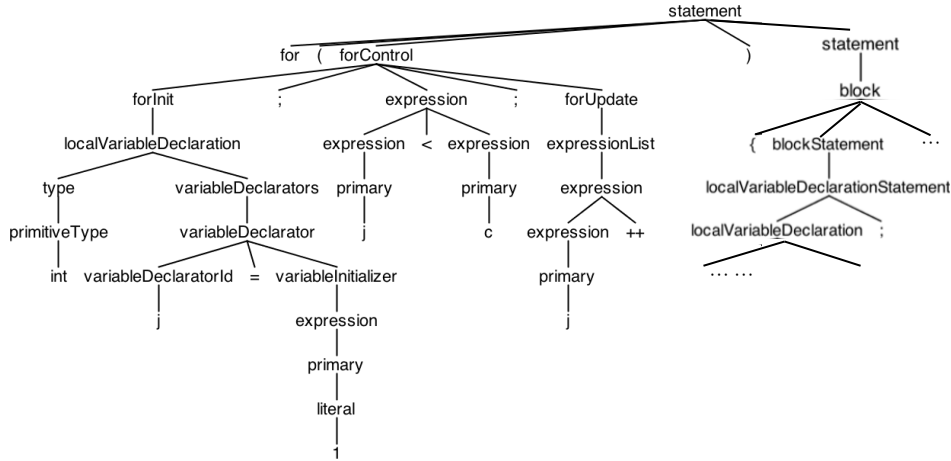 statement
for ( forControl ) statement
forInit ; expression ; forUpdate block
localVariableDeclaration expression < expression expressionList { blockStatement ...
type variableDeclarators primary primary expression localVariableDeclarationStatement
primitiveType variableDeclarator j c expression ++ localVariableDeclaration ;
int variableDeclaratorId = variableInitializer primary ... ...
j expression j
primary
literal
1